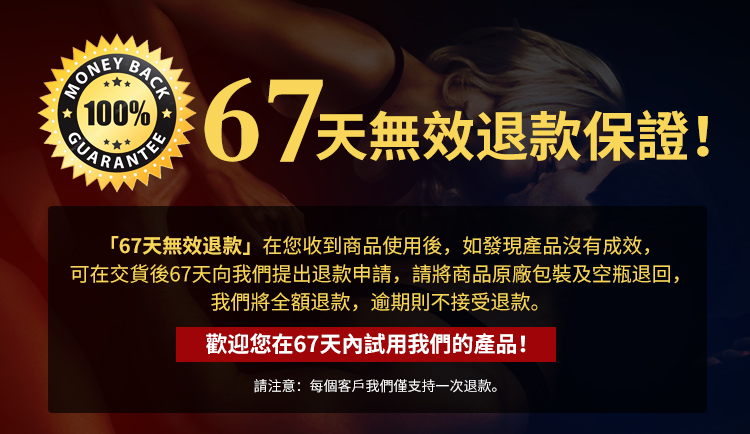 MONEY BACK
100%
GUARANTEE
67天無效退款保證!
「67天無效退款」在您收到商品使用後，如發現產品沒有成效，
可在交貨後67天向我們提出退款申請，請將商品原廠包裝及空瓶退回，
我們將全額退款，逾期則不接受退款。
歡迎您在67天內試用我們的產品！
請注意：每個客戶我們僅支持一次退款。